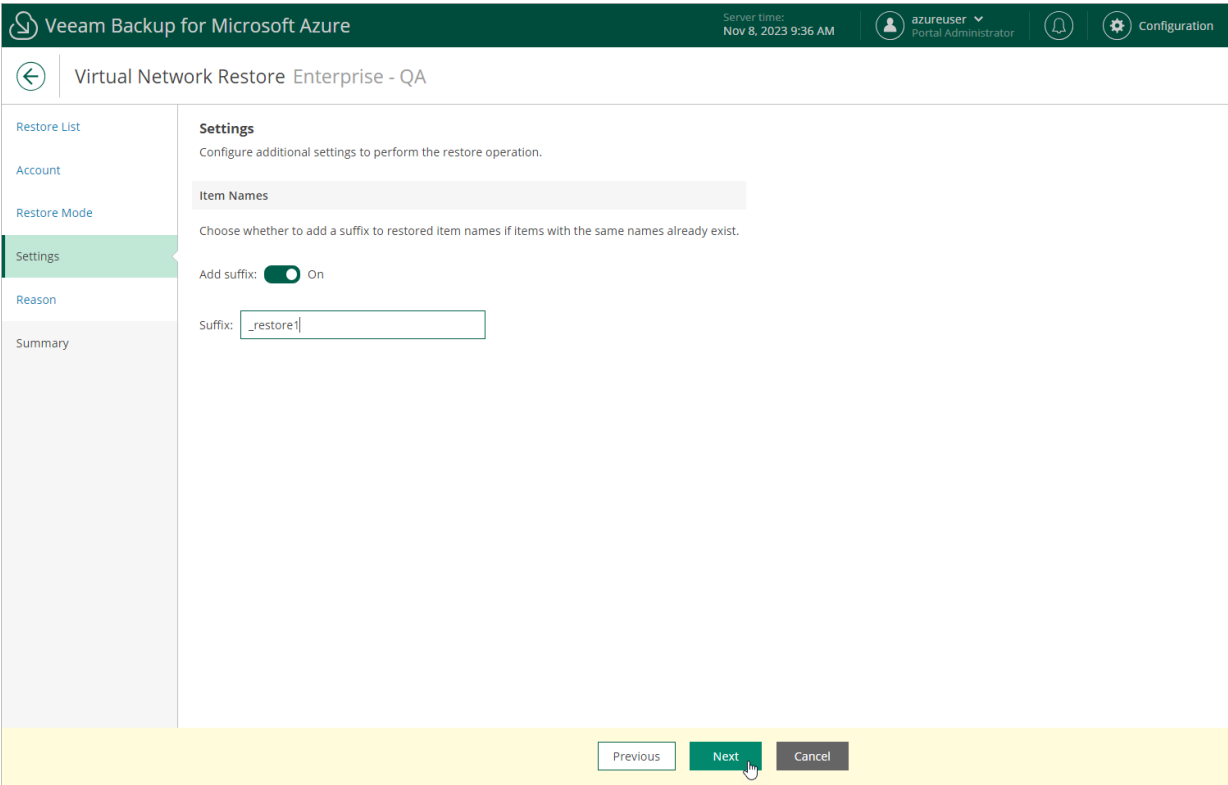 Veeam Backup for Microsoft Azure
Server time:
Nov 8, 2023 9:36 AM
azureuser
Portal Administrator
Configuration
Virtual Network Restore Enterprise - QA
Restore List
Account
Restore Mode
Settings
Reason
Summary
Settings
Configure additional settings to perform the restore operation.
Item Names
Choose whether to add a suffix to restored item names if items with the same names already exist.
Add suffix: On
Suffix: _restore1
Previous Next Cancel